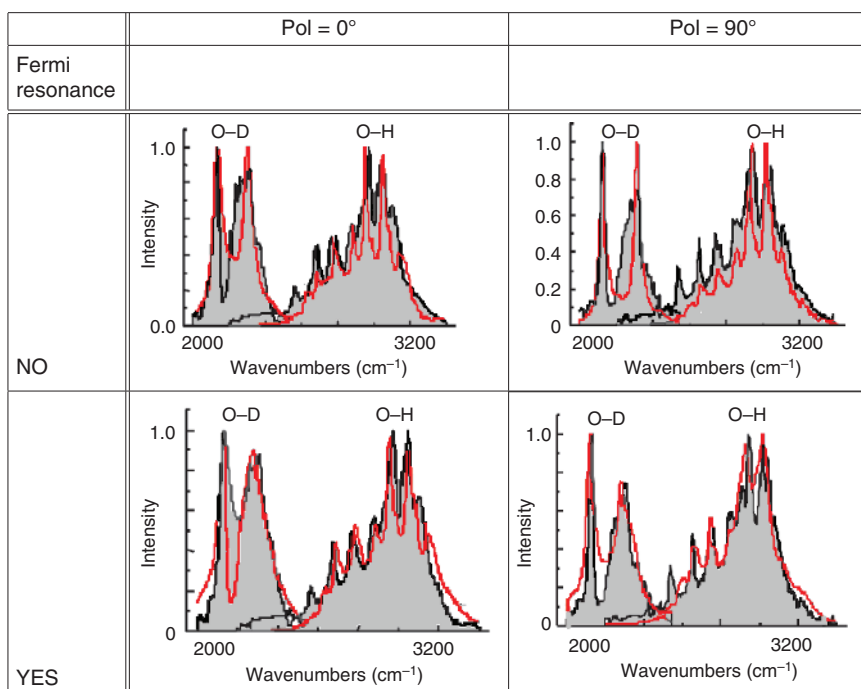 Pol = 0° Pol = 90°
Fermi
resonance
O–D O–H
1.0
Intensity
0.0
2000 3200
Wavenumbers (cm⁻¹)
O–D O–H
1.0
0.8
0.6
0.4
0.2
0
2000 3200
Wavenumbers (cm⁻¹)
NO
O–D O–H
1.0
Intensity
0
2000 3200
Wavenumbers (cm⁻¹)
O–D O–H
1.0
Intensity
0
2000 3200
Wavenumbers (cm⁻¹)
YES